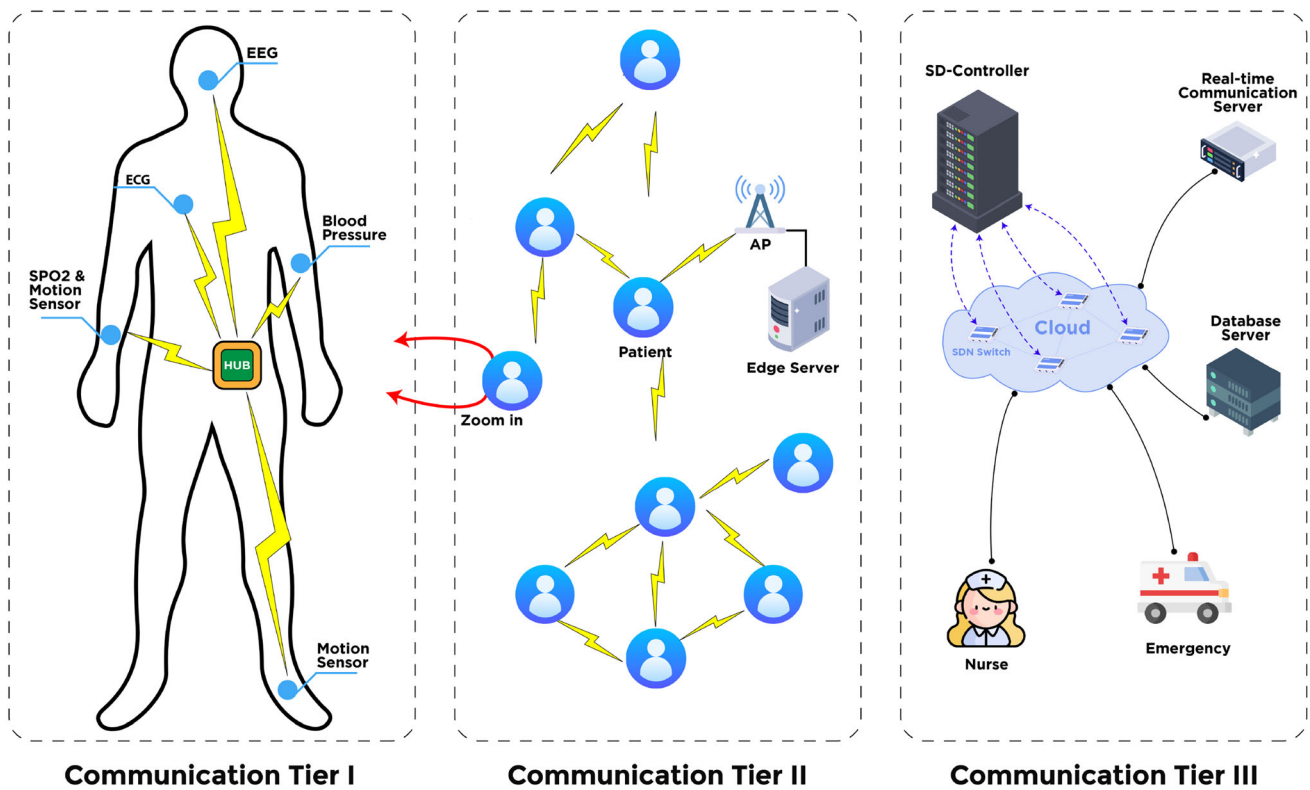 EEG
ECG
Blood
Pressure
SPO2 &
Motion
Sensor
HUB
Motion
Sensor
Communication Tier I
AP
Patient
Edge Server
Zoom in
Communication Tier II
SD-Controller
Real-time
Communication
Server
Cloud
SDN Switch
Database
Server
Nurse
Emergency
Communication Tier III